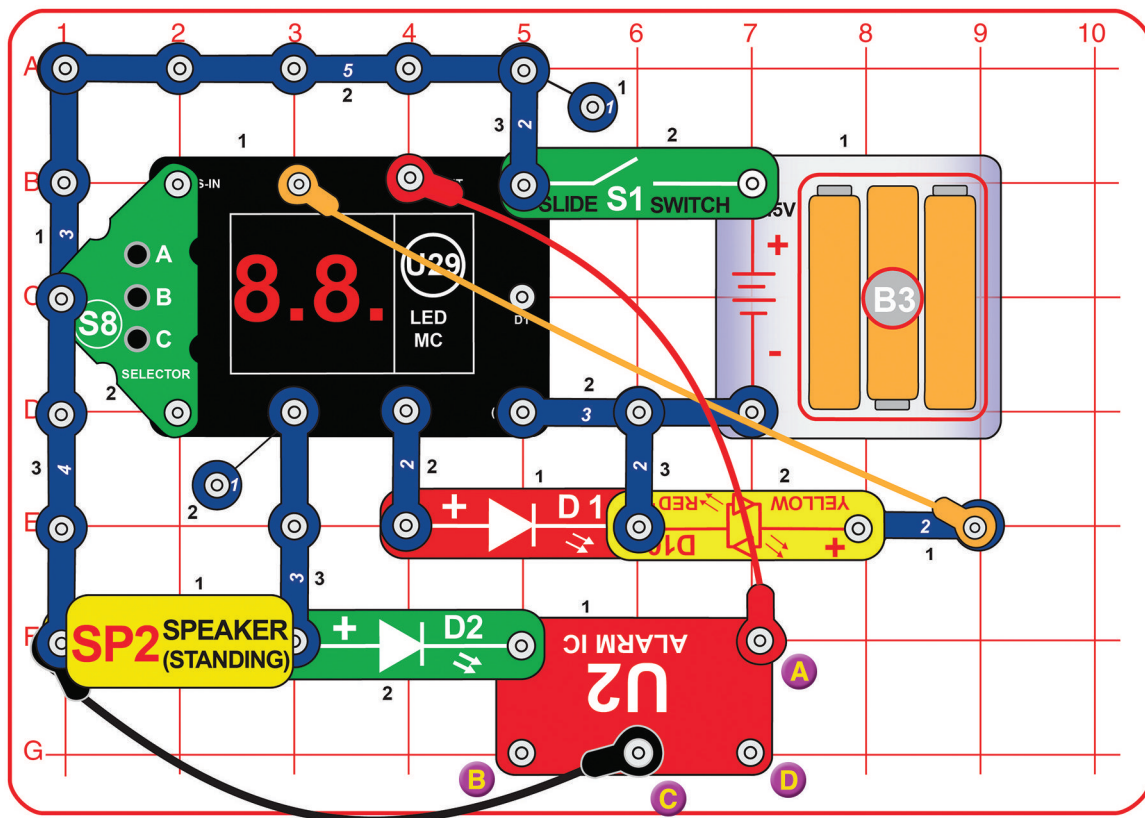 1 2 3 4 5 6 7 8 9 10
A
5
2
1
1
3
2
2
1
1
B
S-IN
SLIDE S1 SWITCH
.5V
1
3
A
8.8.
U29
+
B3
C
B
LED
MC
D1
S8
C
-
SELECTOR
2
2
D
3
3
4
1
2
2
2
1
2
3
2
E
+
D1
RED
YELLOW
D10
+
2
1
3
3
1
1
F
SP2 SPEAKER
(STANDING)
+
D2
2
ALARM IC
U2
A
G
B
C
D